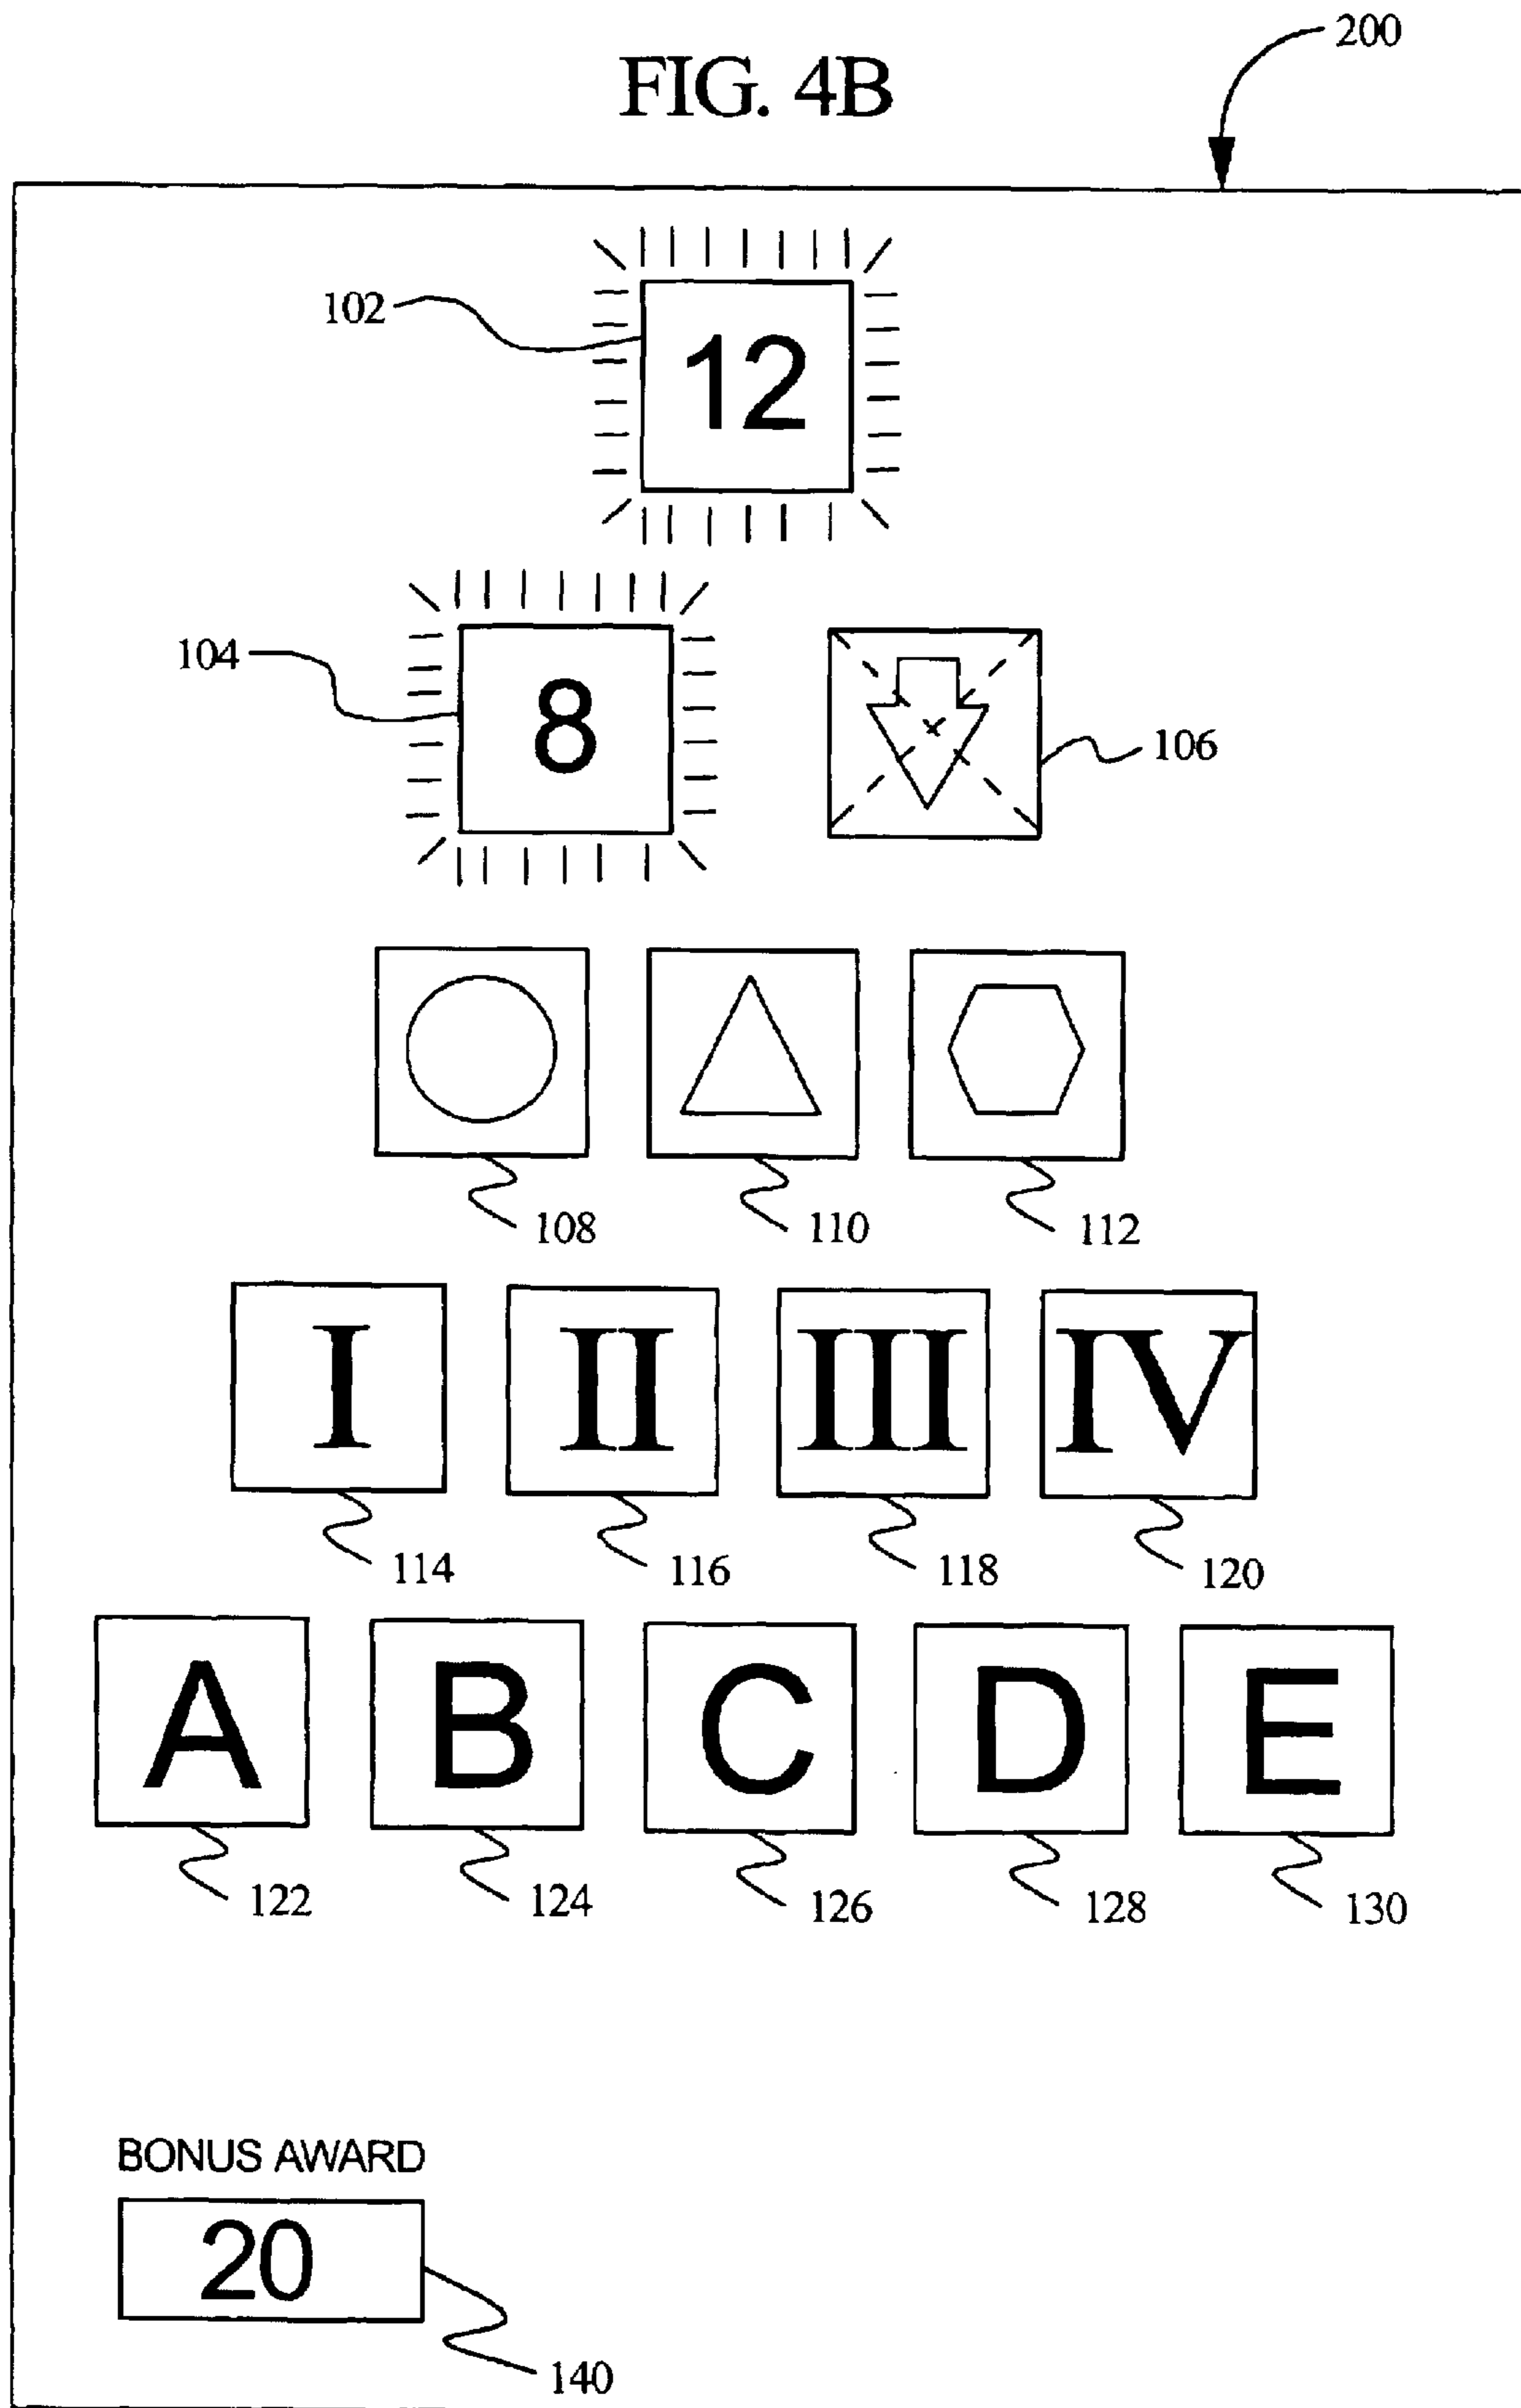 200
FIG. 4B
102
12
104
8
106
108 110 112
I II III IV
114 116 118 120
A B C D E
122 124 126 128 130
BONUS AWARD
20
140